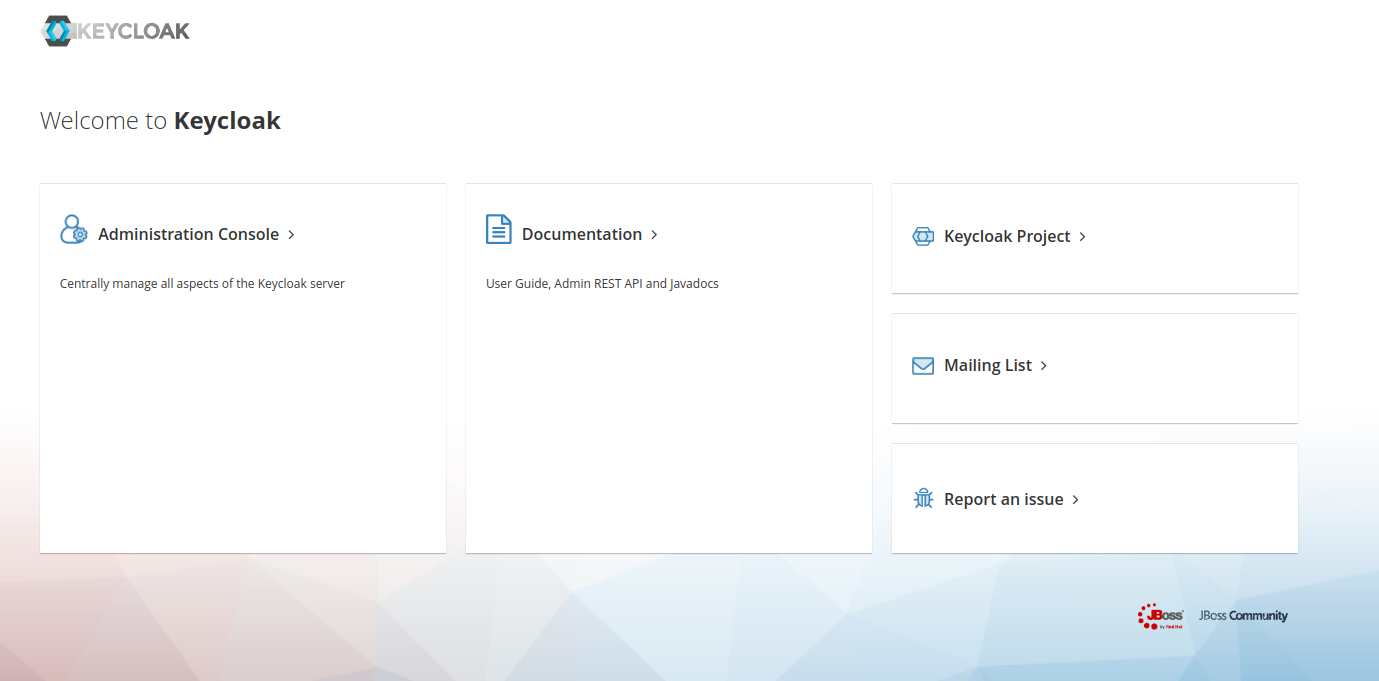 KEYCLOAK
Welcome to Keycloak
Administration Console
Centrally manage all aspects of the Keycloak server
Documentation
User Guide, Admin REST API and Javadocs
Keycloak Project
Mailing List
Report an issue
JBoss
by Red Hat
JBoss Community